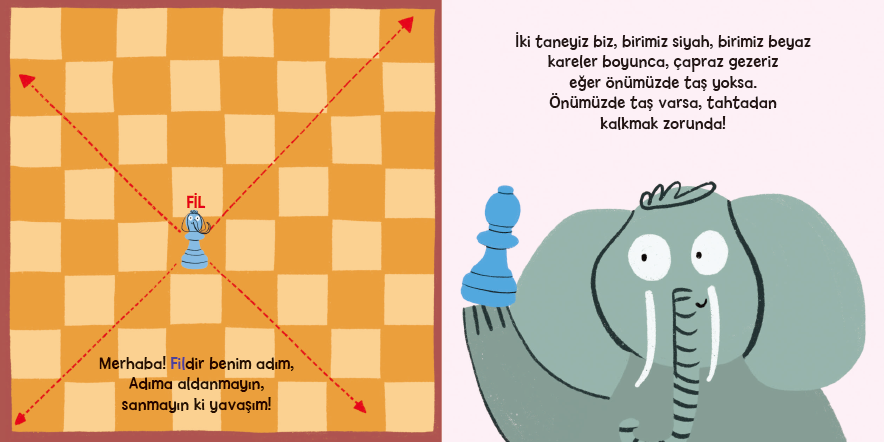 FİL
Merhaba! Fildir benim adım,
Adıma aldanmayın,
sanmayın ki yavaşım!
İki taneyiz biz, birimiz siyah, birimiz beyaz
kareler boyunca, çapraz gezeriz
eğer önümüzde taş yoksa.
Önümüzde taş varsa, tahtadan
kalkmak zorunda!